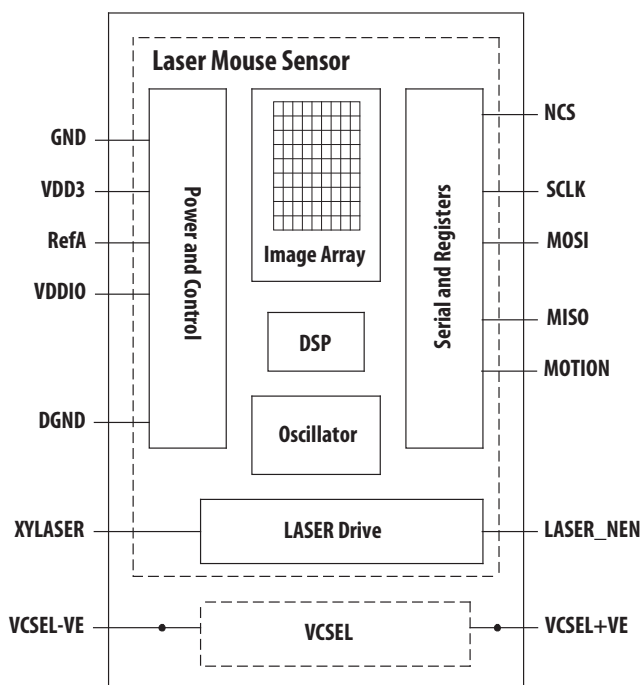 Laser Mouse Sensor
GND
VDD3
RefA
VDDIO
DGND
XYLASER
VCSEL-VE
Power and Control
Image Array
DSP
Oscillator
LASER Drive
VCSEL
Serial and Registers
NCS
SCLK
MOSI
MISO
MOTION
LASER_NEN
VCSEL+VE